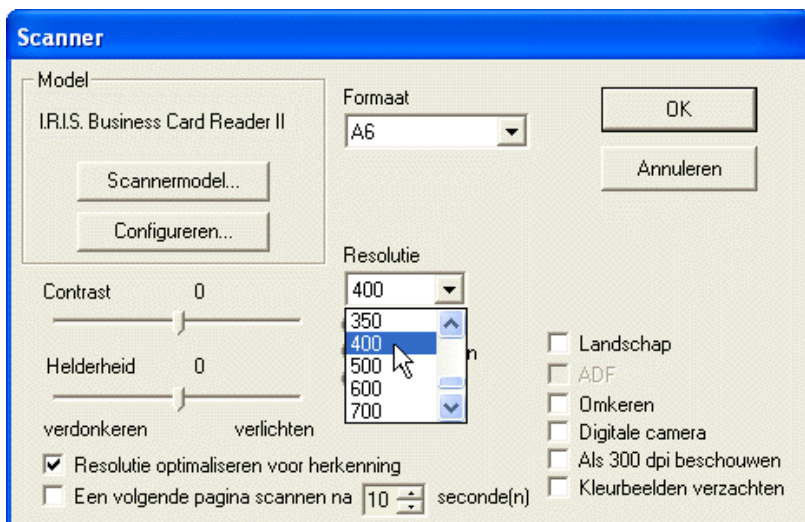 Scanner
Model
I.R.I.S. Business Card Reader II
Scannermodel...
Configureren...
Formaat
A6
OK
Annuleren
Resolutie
400
350
400
500
600
700
n
Contrast 0
Helderheid 0
verdonkeren verlichten
Landschap
ADF
Omkeren
Digitale camera
Als 300 dpi beschouwen
Kleurbeelden verzachten
Resolutie optimaliseren voor herkenning
Een volgende pagina scannen na 10 seconde(n)